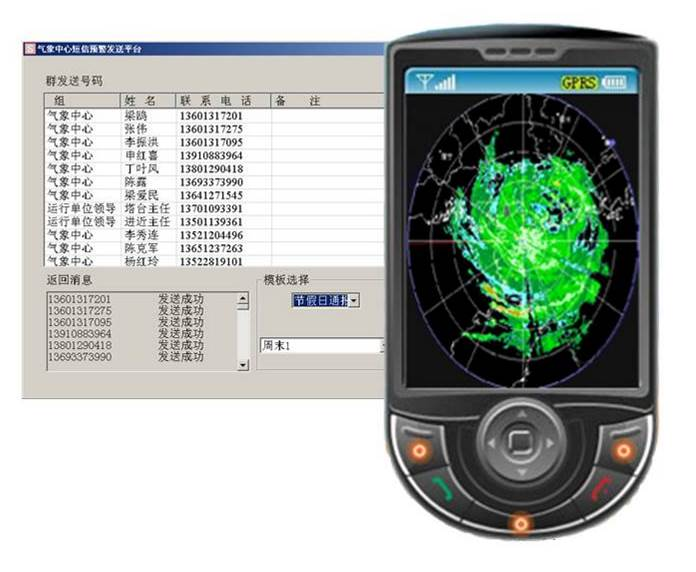 气象中心短信预警发送平台
群发送号码
组 姓 名 联 系 电 话 备 注
气象中心 梁鸥 13601317201
气象中心 张伟 13601317275
气象中心 李振洪 13601317095
气象中心 申红喜 13910883964
气象中心 丁叶风 13801290418
气象中心 陈露 13693373990
气象中心 梁爱民 13641271545
运行单位领导 塔台主任 13701093391
运行单位领导 进近主任 13501139361
气象中心 李秀连 13521204496
气象中心 陈克军 13651237263
气象中心 杨红玲 13522819101
返回消息
13601317201 发送成功
13601317275 发送成功
13601317095 发送成功
13910883964 发送成功
13801290418 发送成功
13693373990 发送成功
模板选择
节假日通报
周末1
GPRS